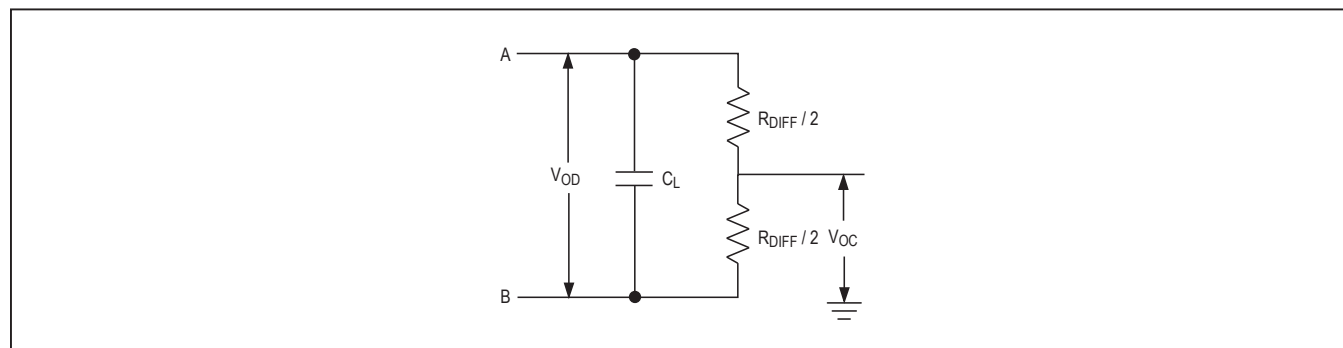 A
R_DIFF / 2
V_OD
C_L
R_DIFF / 2
V_OC
B